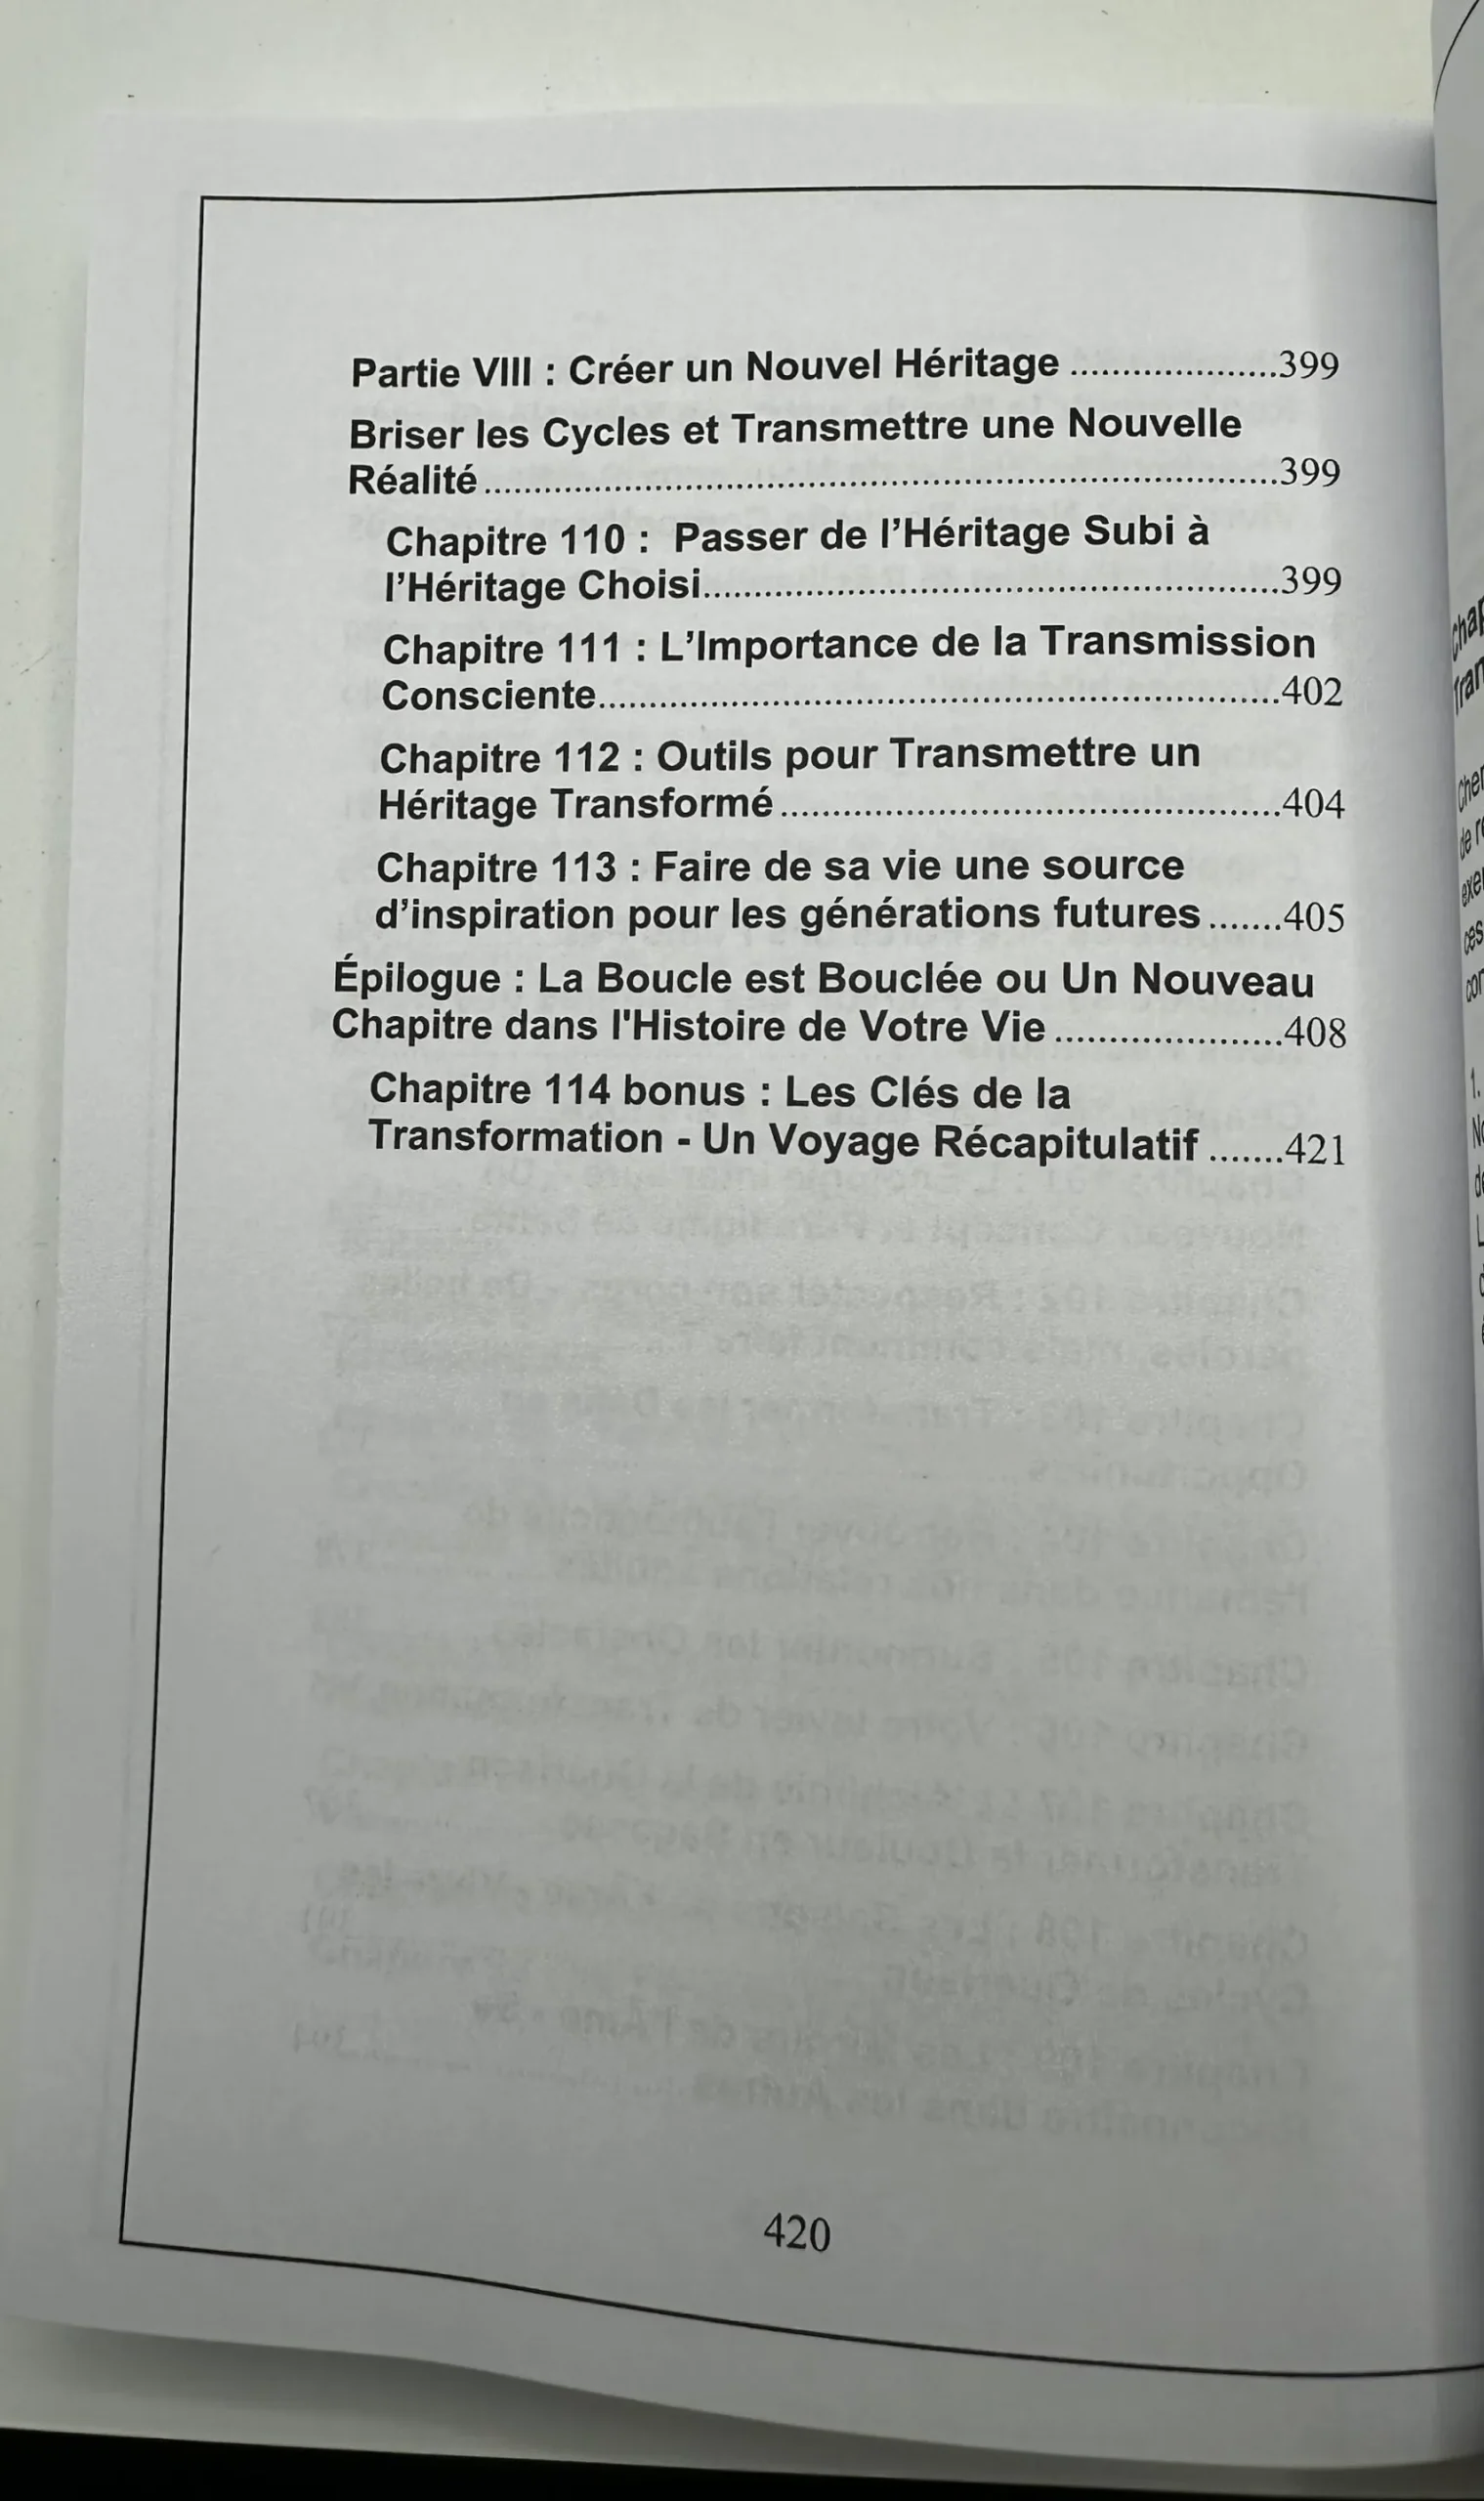 Partie VIII : Créer un Nouvel Héritage ....................399
Briser les Cycles et Transmettre une Nouvelle
Réalité..............................................................................399
Chapitre 110 :  Passer de l’Héritage Subi à
l’Héritage Choisi........................................................399
Chapitre 111 : L’Importance de la Transmission
Consciente...................................................................402
Chapitre 112 : Outils pour Transmettre un
Héritage Transformé.................................................404
Chapitre 113 : Faire de sa vie une source
d’inspiration pour les générations futures.......405
Épilogue : La Boucle est Bouclée ou Un Nouveau
Chapitre dans l'Histoire de Votre Vie......................408
Chapitre 114 bonus : Les Clés de la
Transformation - Un Voyage Récapitulatif.......421
420